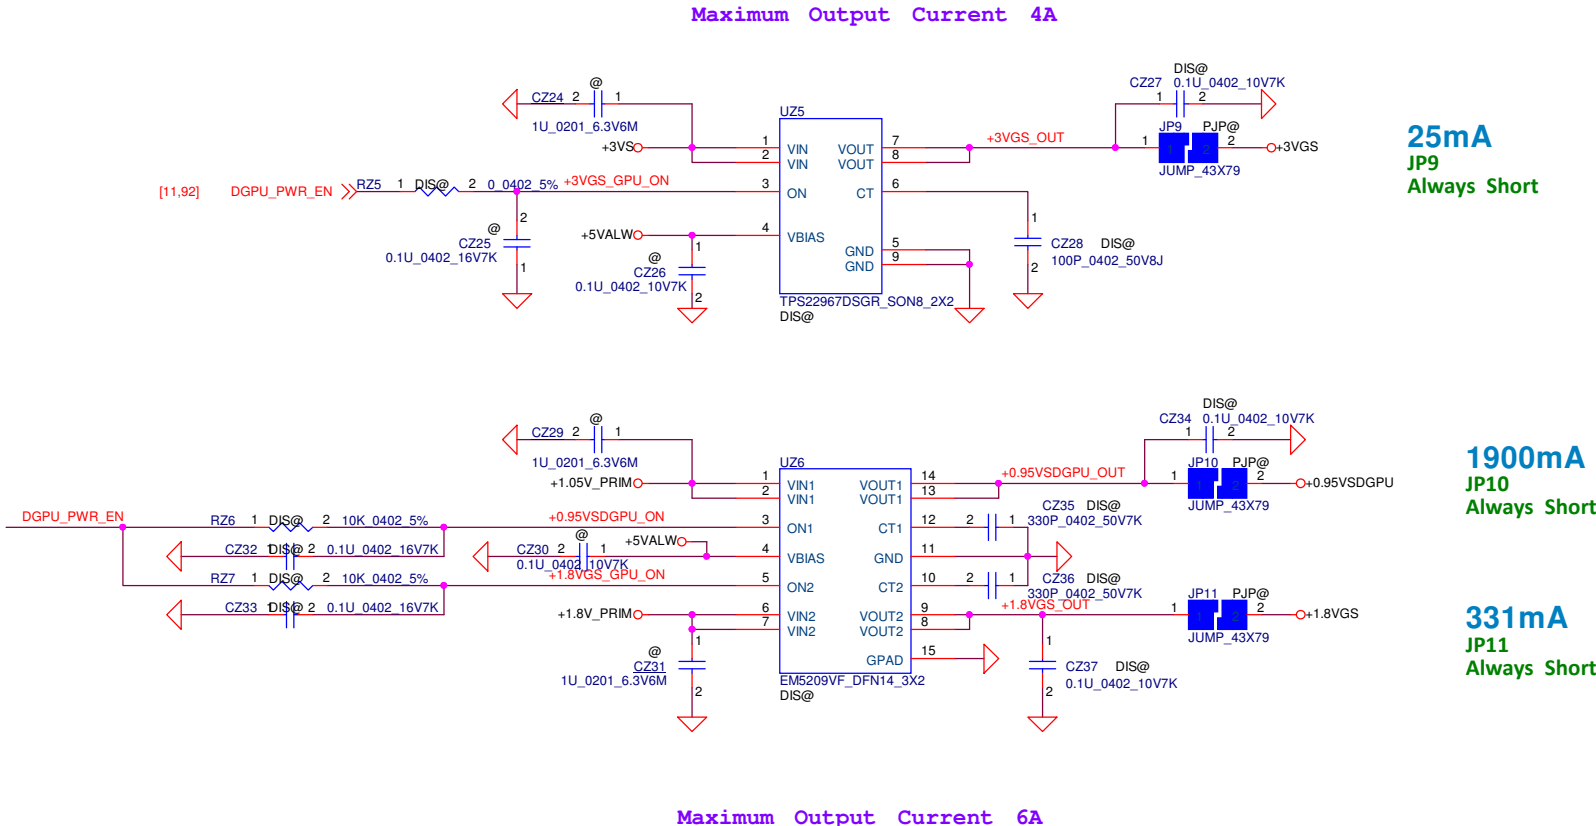 Maximum Output Current 4A
DIS@
CZ27 0.1U_0402_10V7K
1 2
@
CZ24 2 1
1U_0201_6.3V6M
UZ5
+3VS
1 VIN VOUT 7
2 VIN VOUT 8
+3VGS_OUT
JP9 PJP@
1 1 2 2
+3VGS
JUMP_43X79
25mA
JP9
Always Short
[11,92] DGPU_PWR_EN RZ5 1 DIS@ 2 0_0402_5% +3VGS_GPU_ON
3 ON CT 6
2
@
CZ25
0.1U_0402_16V7K
1
+5VALW
4 VBIAS
1
@
CZ26
0.1U_0402_10V7K
2
GND 5
GND 9
1
CZ28 DIS@
100P_0402_50V8J
2
TPS22967DSGR_SON8_2X2
DIS@
DIS@
CZ34 0.1U_0402_10V7K
1 2
@
CZ29 2 1
1U_0201_6.3V6M
UZ6
+1.05V_PRIM
1 VIN1 VOUT1 14
2 VIN1 VOUT1 13
+0.95VSDGPU_OUT
JP10 PJP@
1 1 2 2
+0.95VSDGPU
JUMP_43X79
1900mA
JP10
Always Short
DGPU_PWR_EN
RZ6 1 DIS@ 2 10K_0402_5% +0.95VSDGPU_ON
3 ON1 CT1 12
2 1
CZ35 DIS@
330P_0402_50V7K
CZ32 1 DIS@ 2 0.1U_0402_16V7K
@
CZ30 2 1
0.1U_0402_10V7K
+5VALW
4 VBIAS GND 11
RZ7 1 DIS@ 2 10K_0402_5% +1.8VGS_GPU_ON
5 ON2 CT2 10
2 1
CZ36 DIS@
330P_0402_50V7K
CZ33 1 DIS@ 2 0.1U_0402_16V7K
+1.8V_PRIM
6 VIN2 VOUT2 9
7 VIN2 VOUT2 8
+1.8VGS_OUT
JP11 PJP@
1 1 2 2
+1.8VGS
JUMP_43X79
331mA
JP11
Always Short
1
@
CZ31
1U_0201_6.3V6M
2
GPAD 15
1
CZ37 DIS@
0.1U_0402_10V7K
2
EM5209VF_DFN14_3X2
DIS@
Maximum Output Current 6A